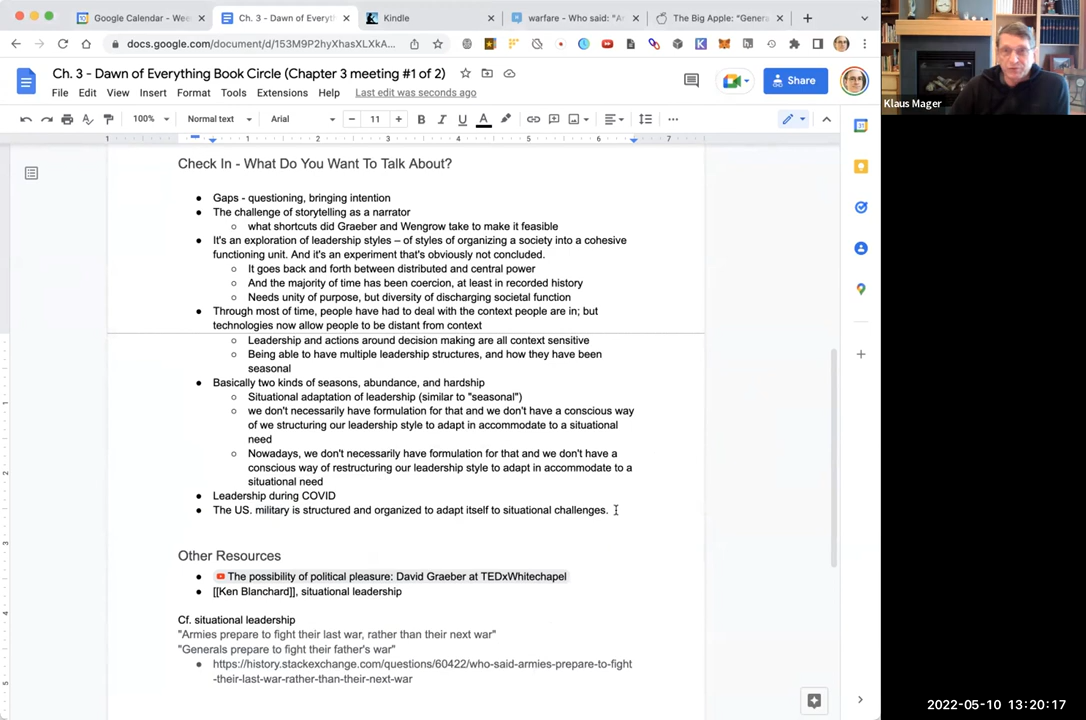 Google Calendar - Wee
Ch. 3 - Dawn of Everyth
Kindle
warfare - Who said: "Ar
The Big Apple: "Genera
docs.google.com/document/d/153M9P2hyXhasXLXkA...
Ch. 3 - Dawn of Everything Book Circle (Chapter 3 meeting #1 of 2)
File Edit View Insert Format Tools Extensions Help Last edit was seconds ago
Share
100% Normal text Arial 11
1 1 2 3 4 5 6 7
Check In - What Do You Want To Talk About?
Gaps - questioning, bringing intention
The challenge of storytelling as a narrator
what shortcuts did Graeber and Wengrow take to make it feasible
It's an exploration of leadership styles – of styles of organizing a society into a cohesive
functioning unit. And it's an experiment that's obviously not concluded.
It goes back and forth between distributed and central power
And the majority of time has been coercion, at least in recorded history
Needs unity of purpose, but diversity of discharging societal function
Through most of time, people have had to deal with the context people are in; but
technologies now allow people to be distant from context
Leadership and actions around decision making are all context sensitive
Being able to have multiple leadership structures, and how they have been
seasonal
Basically two kinds of seasons, abundance, and hardship
Situational adaptation of leadership (similar to "seasonal")
we don't necessarily have formulation for that and we don't have a conscious way
of we structuring our leadership style to adapt in accommodate to a situational
need
Nowadays, we don't necessarily have formulation for that and we don't have a
conscious way of restructuring our leadership style to adapt in accommodate to a
situational need
Leadership during COVID
The US. military is structured and organized to adapt itself to situational challenges.
Other Resources
The possibility of political pleasure: David Graeber at TEDxWhitechapel
[[Ken Blanchard]], situational leadership
Cf. situational leadership
"Armies prepare to fight their last war, rather than their next war"
"Generals prepare to fight their father's war"
https://history.stackexchange.com/questions/60422/who-said-armies-prepare-to-fight
-their-last-war-rather-than-their-next-war
Klaus Mager
2022-05-10 13:20:17